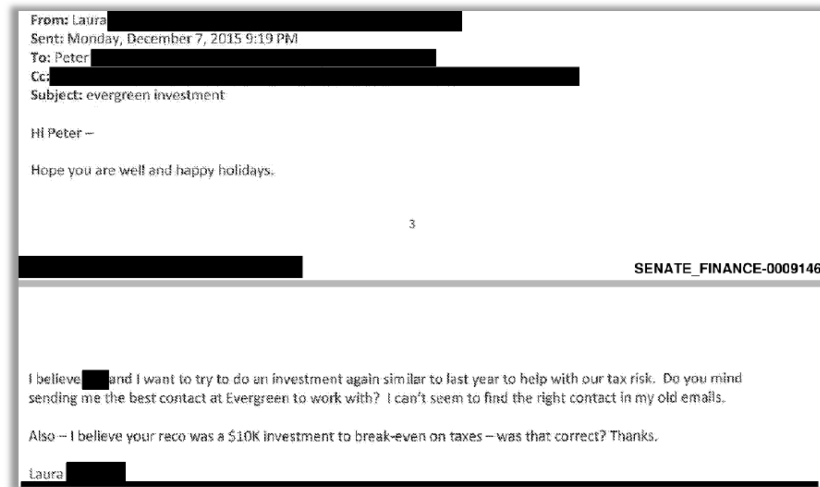 From: Laura
Sent: Monday, December 7, 2015 9:19 PM
To: Peter
Cc:
Subject: evergreen investment
Hi Peter –
Hope you are well and happy holidays.
3
SENATE_FINANCE-0009146
I believe and I want to try to do an investment again similar to last year to help with our tax risk. Do you mind
sending me the best contact at Evergreen to work with? I can't seem to find the right contact in my old emails.
Also – I believe your reco was a $10K investment to break-even on taxes – was that correct? Thanks.
Laura